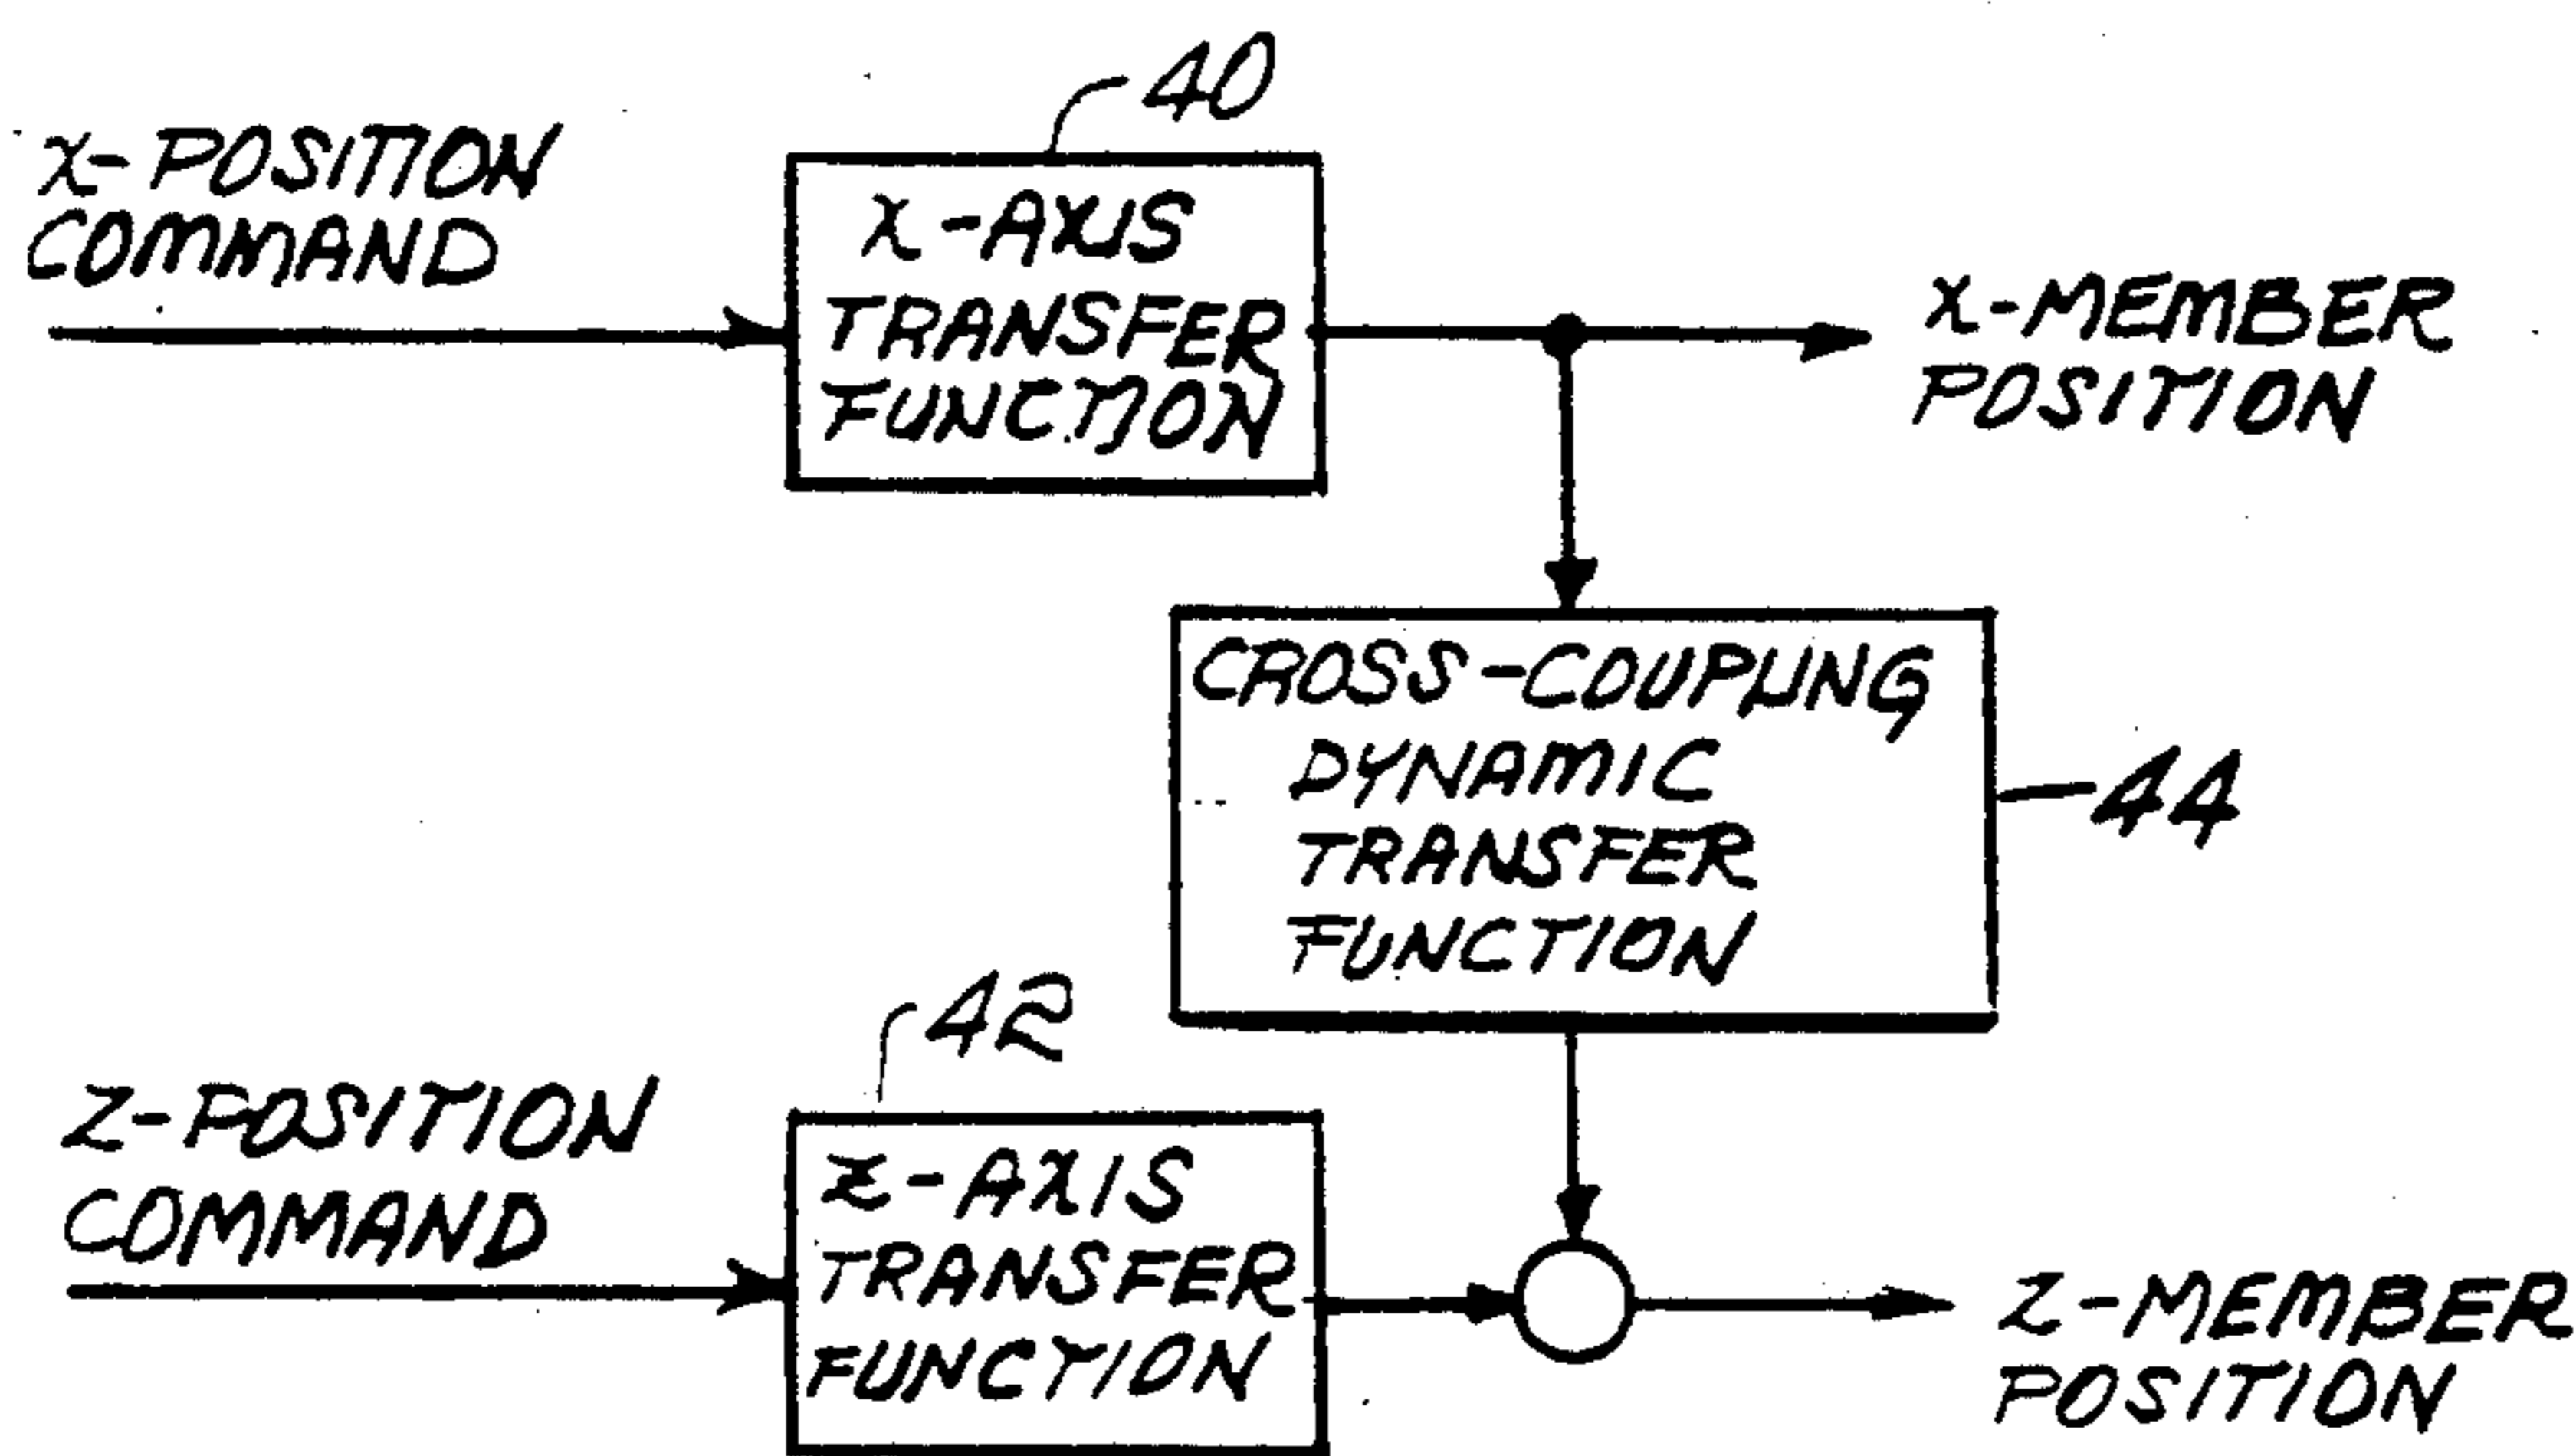 40
X-POSITION
COMMAND
X-AXIS
TRANSFER
FUNCTION
X-MEMBER
POSITION
CROSS-COUPLING
DYNAMIC
TRANSFER
FUNCTION
44
42
Z-POSITION
COMMAND
Z-AXIS
TRANSFER
FUNCTION
Z-MEMBER
POSITION